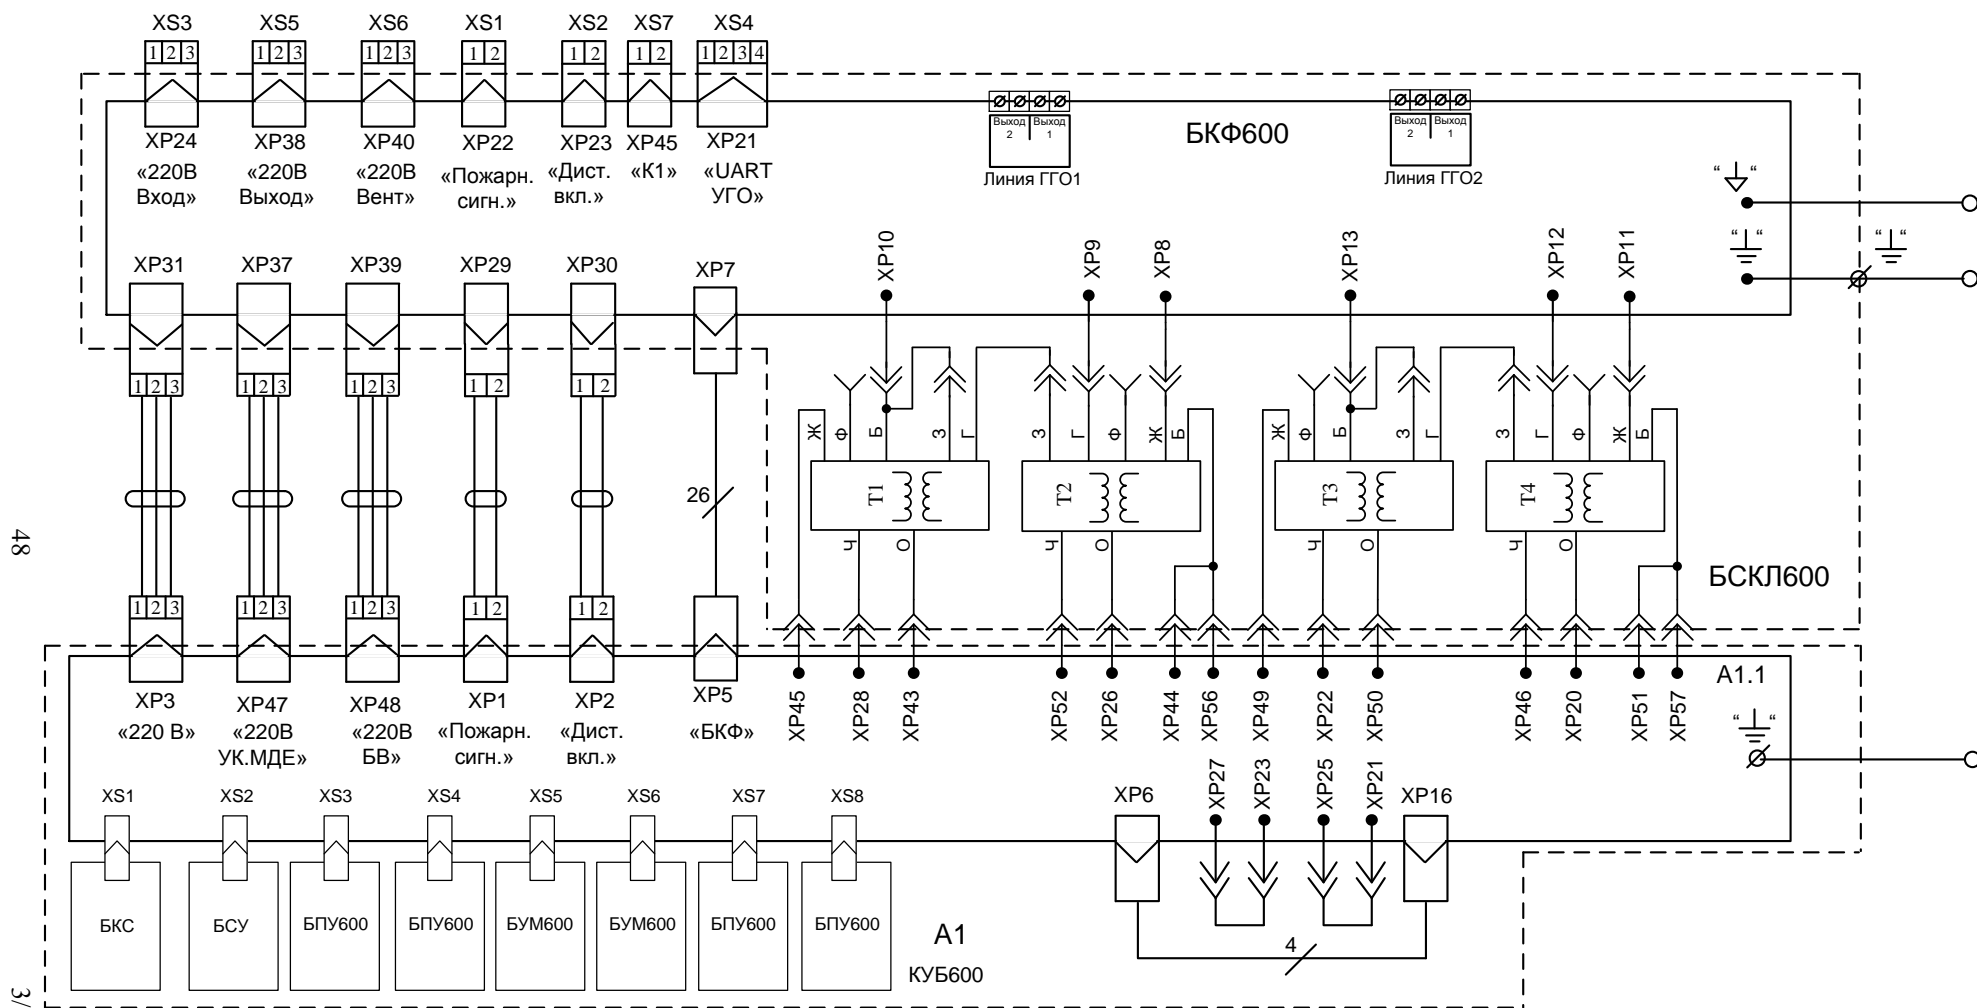 XS3 XS5 XS6 XS1 XS2 XS7 XS4
1 2 3 1 2 3 1 2 3 1 2 1 2 1 2 1 2 3 4
XP24 XP38 XP40 XP22 XP23 XP45 XP21
«220В Вход»
«220В Выход»
«220В Вент»
«Пожарн. сигн.»
«Дист. вкл.»
«К1»
«UART УГО»
Выход 2 Выход 1
Линия ГГО1
БКФ600
Выход 2 Выход 1
Линия ГГО2
“ “
“ “ “ “
XP31 XP37 XP39 XP29 XP30 XP7
XP10 XP9 XP8 XP13 XP12 XP11
1 2 3 1 2 3 1 2 3 1 2 1 2
Ж Ф Б З Г З Г Ф Ж Б Ж Ф Б З Г З Г Ф Ж Б
Т1 Т2 Т3 Т4
26
Ч О Ч О Ч О Ч О
48
БСКЛ600
1 2 3 1 2 3 1 2 3 1 2 1 2
XP3 XP47 XP48 XP1 XP2 XP5
«220 В»
«220В УК.МДЕ»
«220В БВ»
«Пожарн. сигн.»
«Дист. вкл.»
«БКФ»
XP45 XP28 XP43 XP52 XP26 XP44 XP56 XP49 XP22 XP50 XP46 XP20 XP51 XP57
А1.1
“ “
XS1 XS2 XS3 XS4 XS5 XS6 XS7 XS8
XP6 XP27 XP23 XP25 XP21 XP16
БКС БСУ БПУ600 БПУ600 БУМ600 БУМ600 БПУ600 БПУ600
А1
КУБ600
4
3/